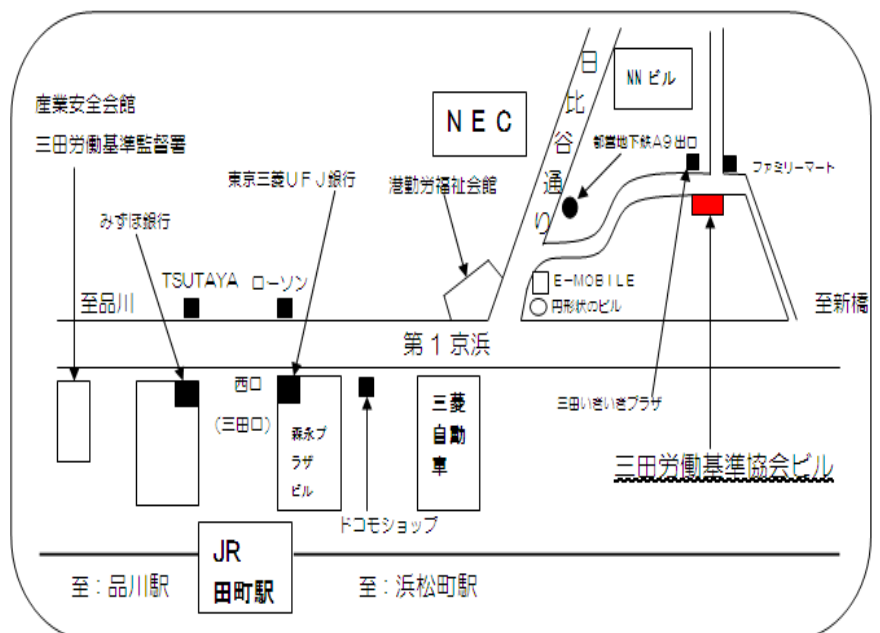 産業安全会館
三田労働基準監督署
東京三菱UFJ銀行
みずほ銀行
TSUTAYA
ローソン
至品川
NEC
港勤労福祉会館
日比谷通り
NNビル
都営地下鉄A9出口
ファミリーマート
E-MOBILE
円形状のビル
至新橋
第1京浜
西口
(三田口)
森永プ
ラザ
ビル
三菱
自動
車
三田いきいきプラザ
三田労働基準協会ビル
ドコモショップ
JR
田町駅
至：品川駅
至：浜松町駅